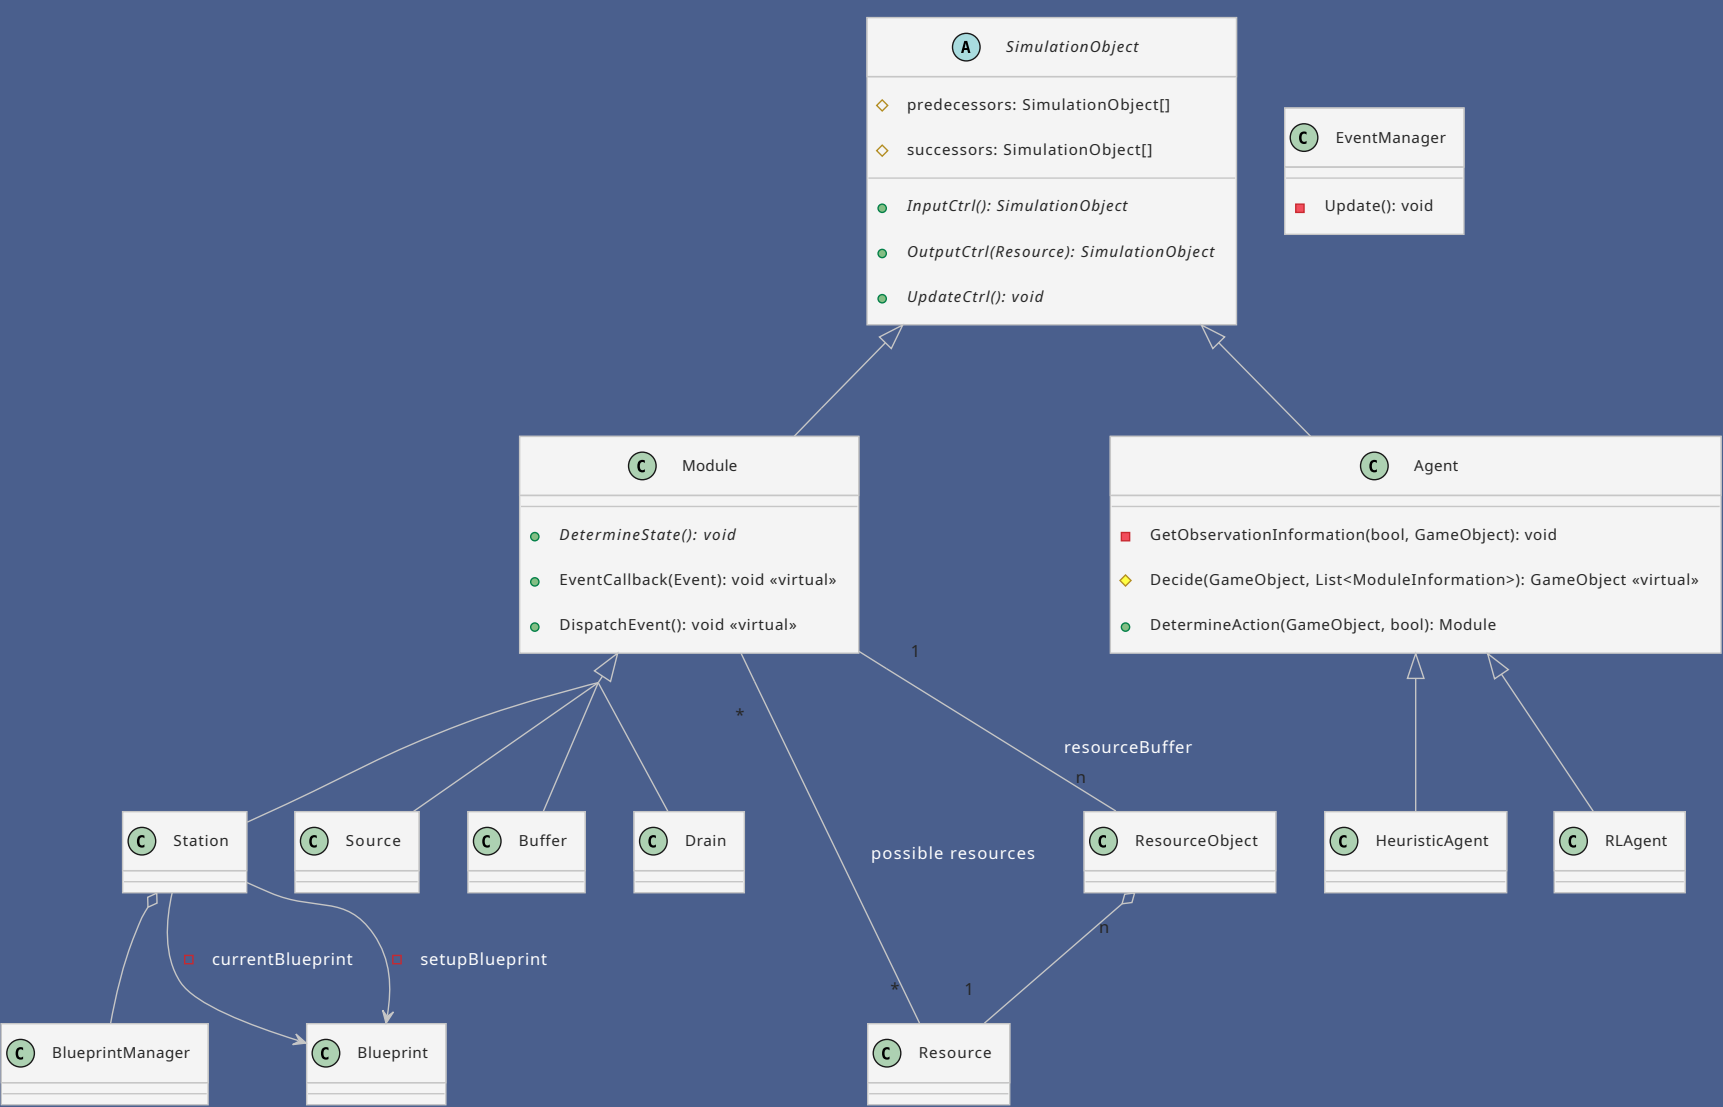 A SimulationObject
predecessors: SimulationObject[]
successors: SimulationObject[]
InputCtrl(): SimulationObject
OutputCtrl(Resource): SimulationObject
UpdateCtrl(): void
C EventManager
Update(): void
C Module
DetermineState(): void
EventCallback(Event): void «virtual»
DispatchEvent(): void «virtual»
C Agent
GetObservationInformation(bool, GameObject): void
Decide(GameObject, List<ModuleInformation>): GameObject «virtual»
DetermineAction(GameObject, bool): Module
1
*
resourceBuffer
n
C Station
C Source
C Buffer
C Drain
possible resources
C ResourceObject
C HeuristicAgent
C RLAgent
n
currentBlueprint
setupBlueprint
*
1
C BlueprintManager
C Blueprint
C Resource